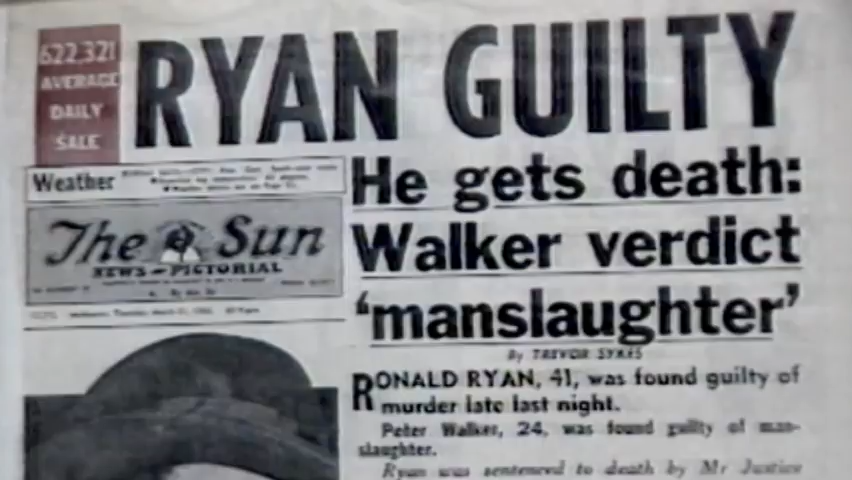 622,321
AVERAGE
DAILY
SALE
RYAN GUILTY
Weather
The Sun
NEWS-PICTORIAL
He gets death:
Walker verdict
'manslaughter'
By TREVOR SYKES
RONALD RYAN, 41, was found guilty of
murder late last night.
Peter Walker, 24, was found guilty of man-
slaughter.
Ryan was sentenced to death by Mr Justice